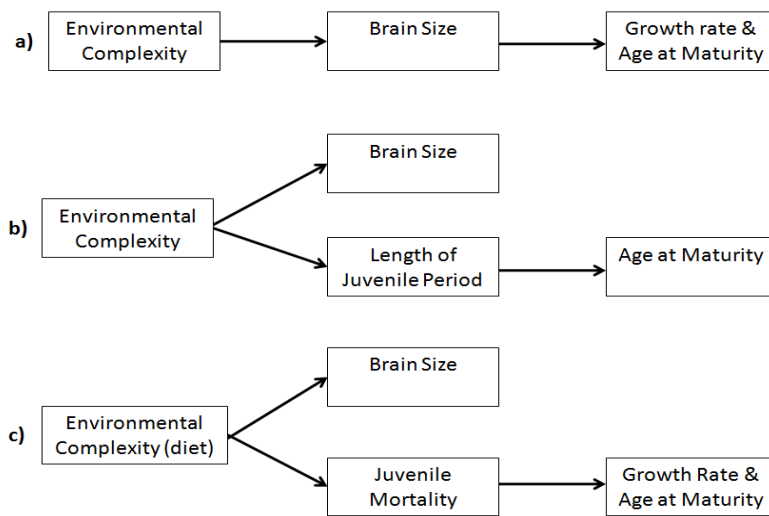 a)
Environmental
Complexity
Brain Size
Growth rate &
Age at Maturity
b)
Environmental
Complexity
Brain Size
Length of
Juvenile Period
Age at Maturity
c)
Environmental
Complexity (diet)
Brain Size
Juvenile
Mortality
Growth Rate &
Age at Maturity